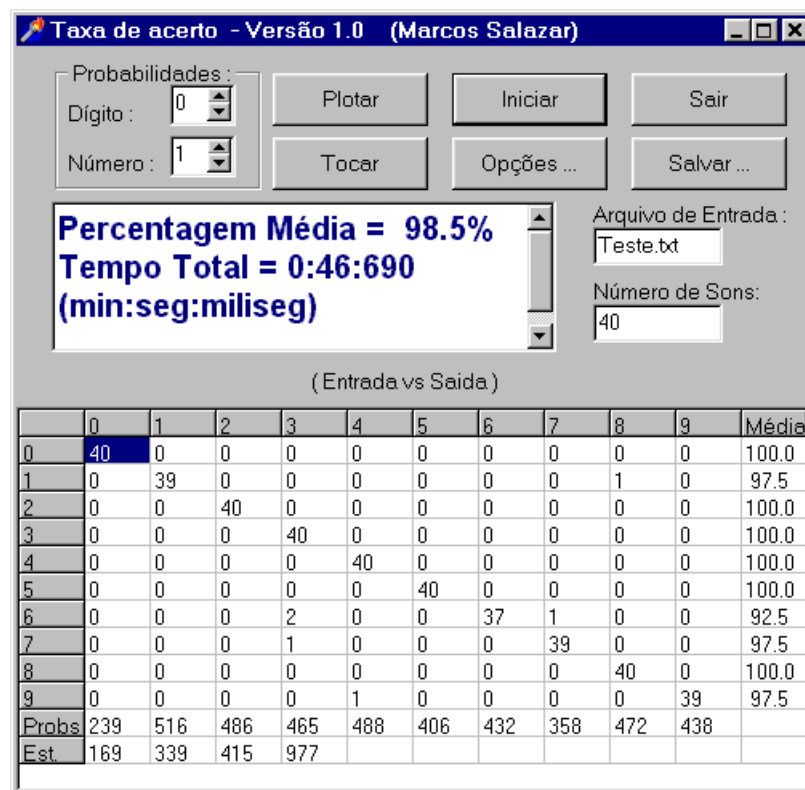 Taxa de acerto - Versão 1.0 (Marcos Salazar)
Probabilidades :
Dígito : 0
Número : 1
Plotar Iniciar Sair
Tocar Opções ... Salvar ...
Percentagem Média = 98.5%
Tempo Total = 0:46:690
(min:seg:miliseg)
Arquivo de Entrada :
Teste.txt
Número de Sons:
40
( Entrada vs Saida )
0 1 2 3 4 5 6 7 8 9 Média
0 40 0 0 0 0 0 0 0 0 0 100.0
1 0 39 0 0 0 0 0 0 1 0 97.5
2 0 0 40 0 0 0 0 0 0 0 100.0
3 0 0 0 40 0 0 0 0 0 0 100.0
4 0 0 0 0 40 0 0 0 0 0 100.0
5 0 0 0 0 0 40 0 0 0 0 100.0
6 0 0 0 2 0 0 37 1 0 0 92.5
7 0 0 0 1 0 0 0 39 0 0 97.5
8 0 0 0 0 0 0 0 0 40 0 100.0
9 0 0 0 0 1 0 0 0 0 39 97.5
Probs 239 516 486 465 488 406 432 358 472 438
Est. 169 339 415 977